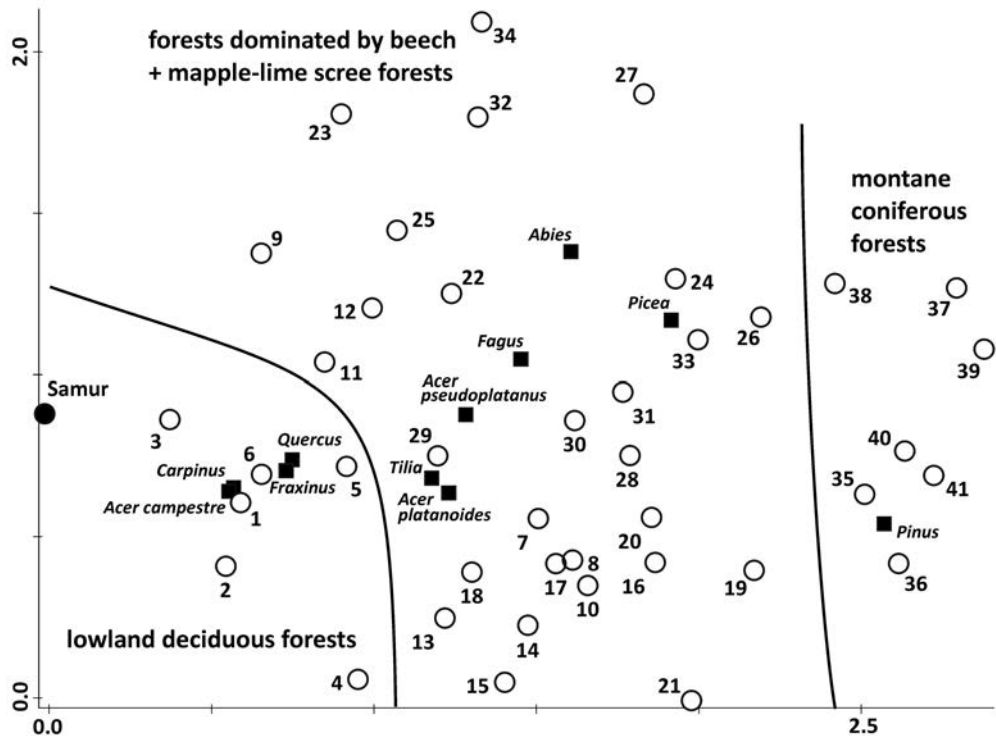 2.0
forests dominated by beech
+ mapple-lime scree forests
34
27
32
23
montane
coniferous
forests
25
9
Abies
24
38
22
37
Picea
12
26
33
Fagus
11
39
Samur
Acer
pseudoplatanus
31
3
30
40
Quercus
29
6
Carpinus
Tilia
28
35
41
Fraxinus
5
Acer campestre
1
Acer
platanoides
7
20
Pinus
8
2
17
16
19
36
18
10
lowland deciduous forests
13
14
4
15
21
0.0
0.0
2.5